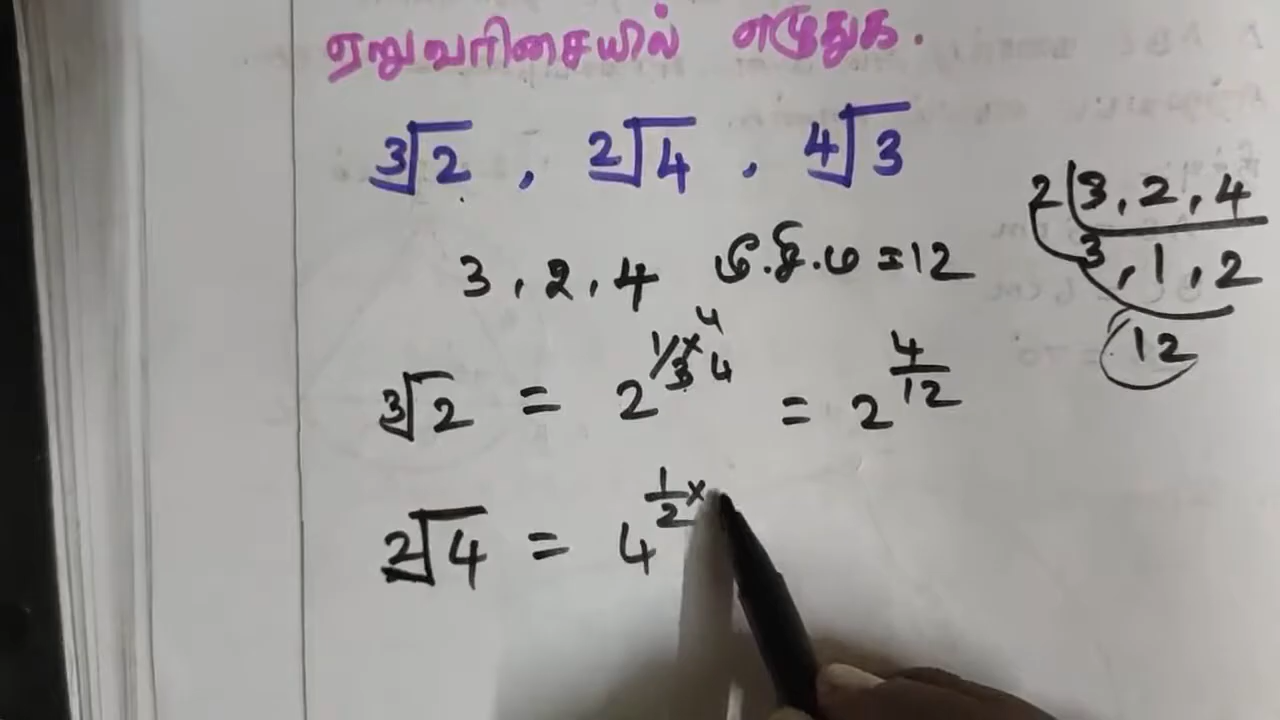 ஏறுவரிசையில் எழுதுக.
∛2 , ²√4 , ∜3
3 , 2 , 4 மீ.சி.ம = 12
2 | 3 , 2 , 4
3 , 1 , 2
12
∛2 = 2^(1/3 × 4/4) = 2^(4/12)
²√4 = 4^(1/2 ×